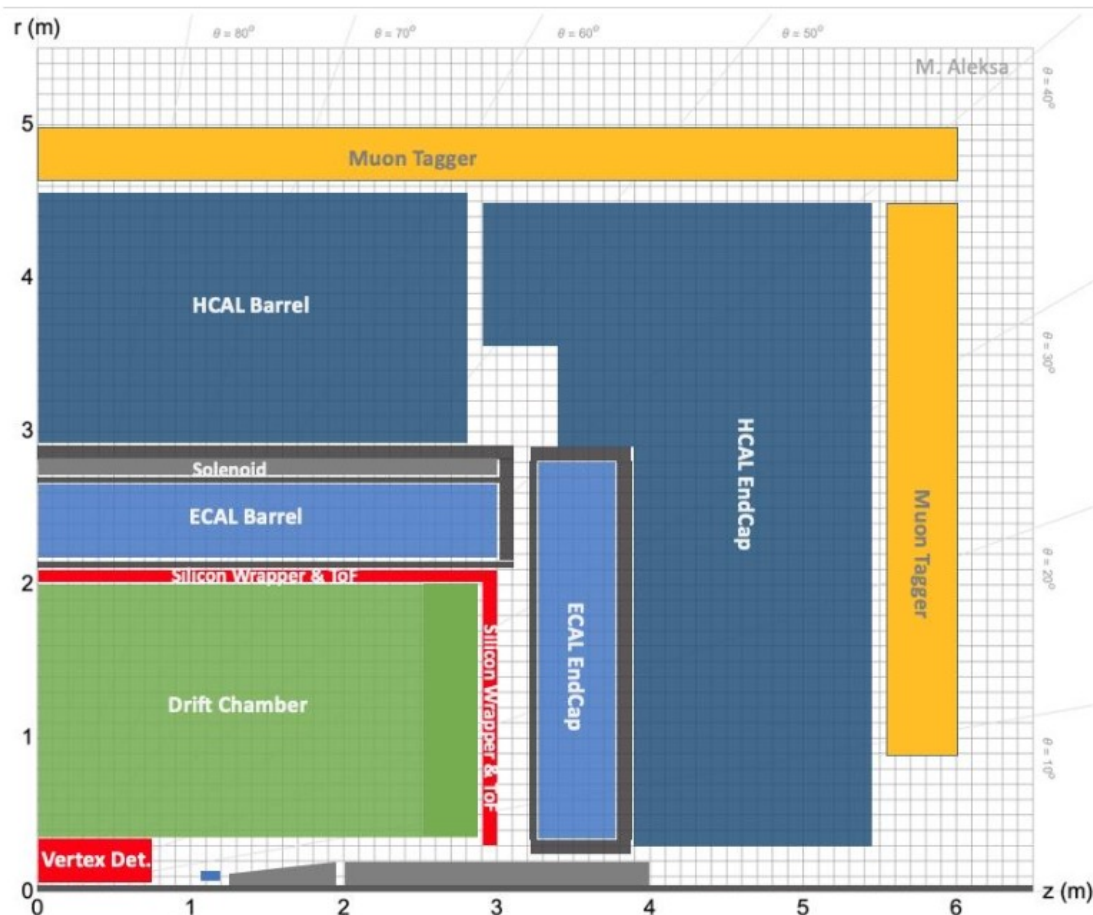 r (m)
θ = 80°
θ = 70°
θ = 60°
θ = 50°
M. Aleksa
θ = 40°
5
Muon Tagger
4
HCAL Barrel
θ = 30°
3
Solenoid
HCAL EndCap
ECAL Barrel
Muon Tagger
2
Silicon Wrapper & ToF
θ = 20°
Silicon Wrapper & ToF
ECAL EndCap
Drift Chamber
1
θ = 10°
Vertex Det.
0
z (m)
0 1 2 3 4 5 6